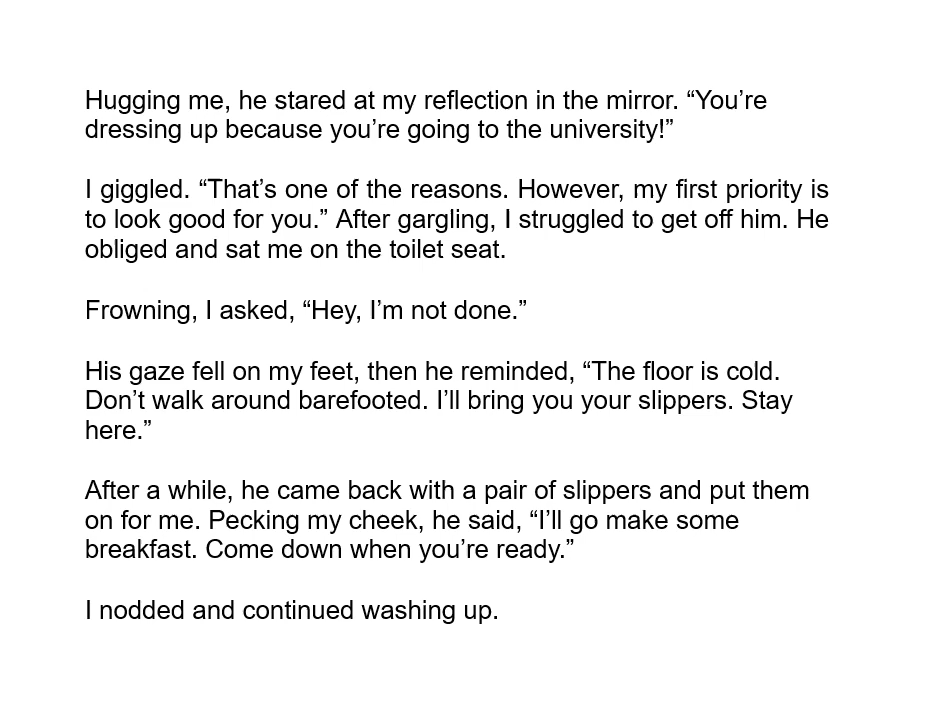 Hugging me, he stared at my reflection in the mirror. “You’re
dressing up because you’re going to the university!”
I giggled. “That’s one of the reasons. However, my first priority is
to look good for you.” After gargling, I struggled to get off him. He
obliged and sat me on the toilet seat.
Frowning, I asked, “Hey, I’m not done.”
His gaze fell on my feet, then he reminded, “The floor is cold.
Don’t walk around barefooted. I’ll bring you your slippers. Stay
here.”
After a while, he came back with a pair of slippers and put them
on for me. Pecking my cheek, he said, “I’ll go make some
breakfast. Come down when you’re ready.”
I nodded and continued washing up.